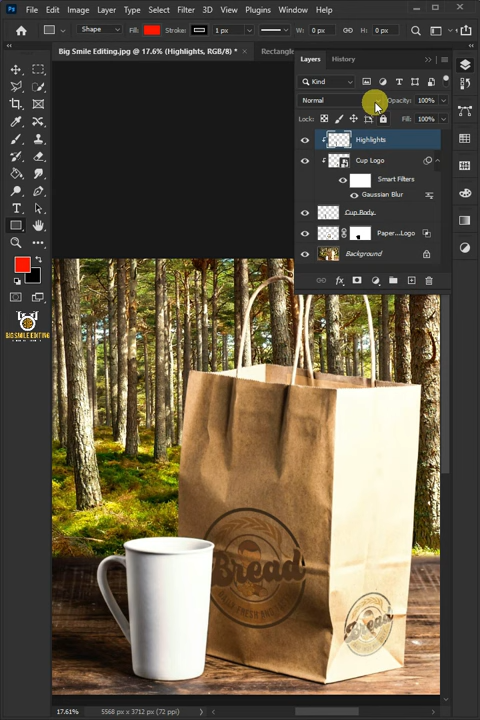 Ps File Edit Image Layer Type Select Filter 3D View Plugins Window Help
Shape Fill: Stroke: 1 px W: 0 px H: 0 px
Big Smile Editing.jpg @ 17.6% (Highlights, RGB/8) * Rectangle
Layers History
Kind
Normal Opacity: 100%
Lock: Fill: 100%
Highlights
Cup Logo
Smart Filters
Gaussian Blur
Cup Body
Paper...Logo
Background
BIG SMILE EDITING
Bread
Bread
17.61% 5568 px x 3712 px (72 ppi)